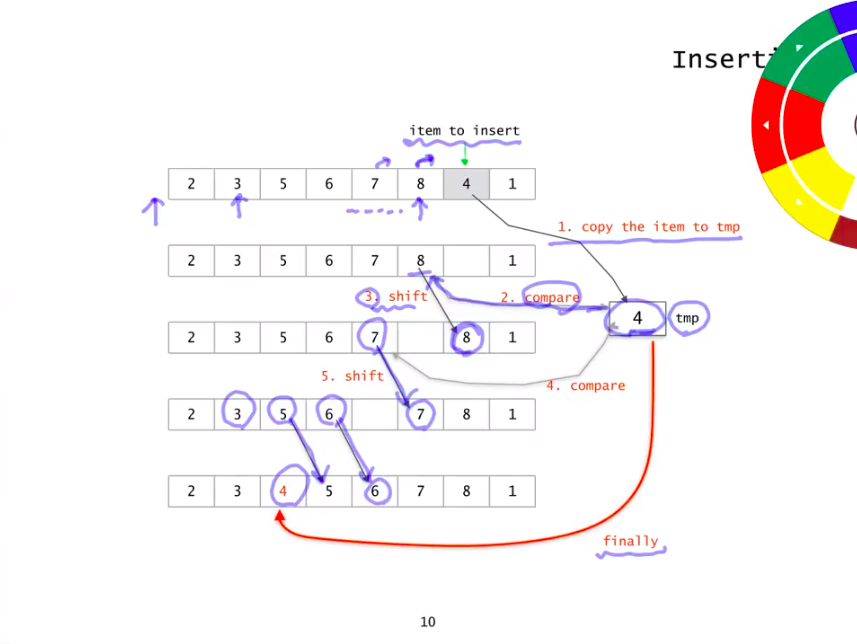 Inserti
item to insert
2 3 5 6 7 8 4 1
1. copy the item to tmp
2 3 5 6 7 8 1
3. shift
2. compare
4 tmp
2 3 5 6 7 8 1
5. shift
4. compare
2 3 5 6 7 8 1
2 3 4 5 6 7 8 1
finally
10